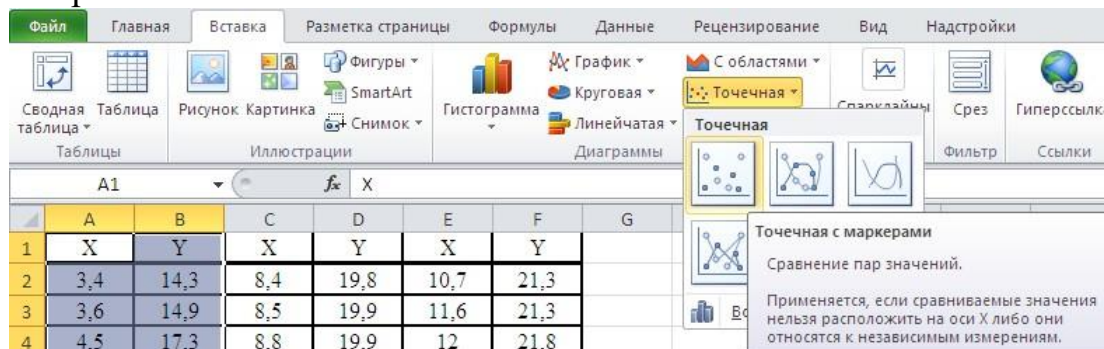 Файл Главная Вставка Разметка страницы Формулы Данные Рецензирование Вид Надстройки
Сводная таблица
Таблица
Рисунок
Картинка
Фигуры
SmartArt
Снимок
Гистограмма
График
Круговая
Линейчатая
С областями
Точечная
Спарклайны
Срез
Гиперссылка
Таблицы
Иллюстрации
Диаграммы
Фильтр
Ссылки
Точечная
A1 fx X
A B C D E F G
1 X Y X Y X Y
2 3,4 14,3 8,4 19,8 10,7 21,3
3 3,6 14,9 8,5 19,9 11,6 21,3
4 4,5 17,3 8,8 19,9 12 21,8
Точечная с маркерами
Сравнение пар значений.
Применяется, если сравниваемые значения
нельзя расположить на оси X либо они
относятся к независимым измерениям.